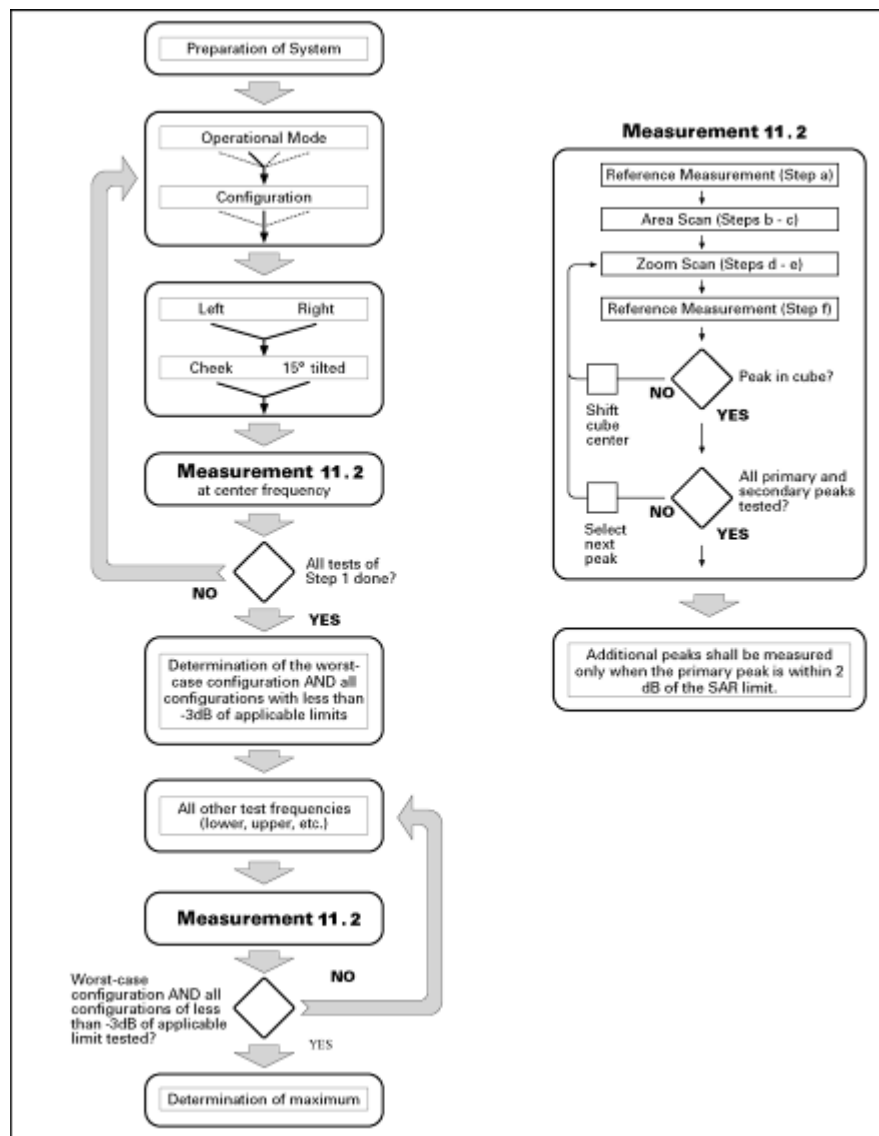 Preparation of System
Operational Mode
Configuration
Left Right
Cheek 15° tilted
Measurement 11.2
at center frequency
All tests of
Step 1 done?
NO
YES
Determination of the worst-
case configuration AND all
configurations with less than
-3dB of applicable limits
All other test frequencies
(lower, upper, etc.)
Measurement 11.2
NO
Worst-case
configuration AND all
configurations of less
than -3dB of applicable
limit tested?
YES
Determination of maximum
Measurement 11.2
Reference Measurement (Step a)
Area Scan (Steps b - c)
Zoom Scan (Steps d - e)
Reference Measurement (Step f)
Peak in cube?
NO
Shift
cube
center
YES
All primary and
secondary peaks
tested?
NO
Select
next
peak
YES
Additional peaks shall be measured
only when the primary peak is within 2
dB of the SAR limit.